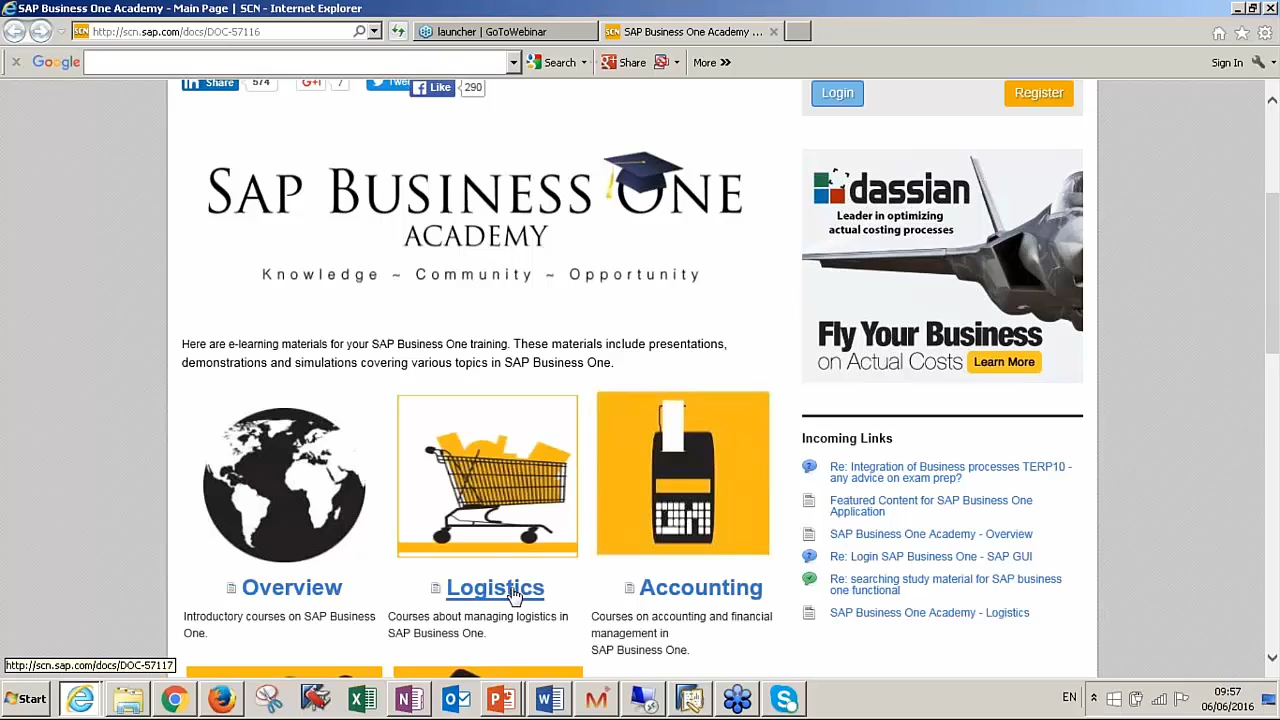 SAP Business One Academy - Main Page | SCN - Internet Explorer
http://scn.sap.com/docs/DOC-57116
launcher | GoToWebinar
SCN SAP Business One Academy ...
Google
Search
Share
More »
Sign In
Share 574
G+1 7
Like 290
Login
Register
SAP BUSINESS ONE
ACADEMY
Knowledge ~ Community ~ Opportunity
dassian
Leader in optimizing
actual costing processes
Fly Your Business
on Actual Costs
Learn More
Here are e-learning materials for your SAP Business One training. These materials include presentations,
demonstrations and simulations covering various topics in SAP Business One.
Overview
Introductory courses on SAP Business
One.
Logistics
Courses about managing logistics in
SAP Business One.
Accounting
Courses on accounting and financial
management in
SAP Business One.
Incoming Links
Re: Integration of Business processes TERP10 -
any advice on exam prep?
Featured Content for SAP Business One
Application
SAP Business One Academy - Overview
Re: Login SAP Business One - SAP GUI
Re: searching study material for SAP business
one functional
SAP Business One Academy - Logistics
http://scn.sap.com/docs/DOC-57117
Start
EN
09:57
06/06/2016